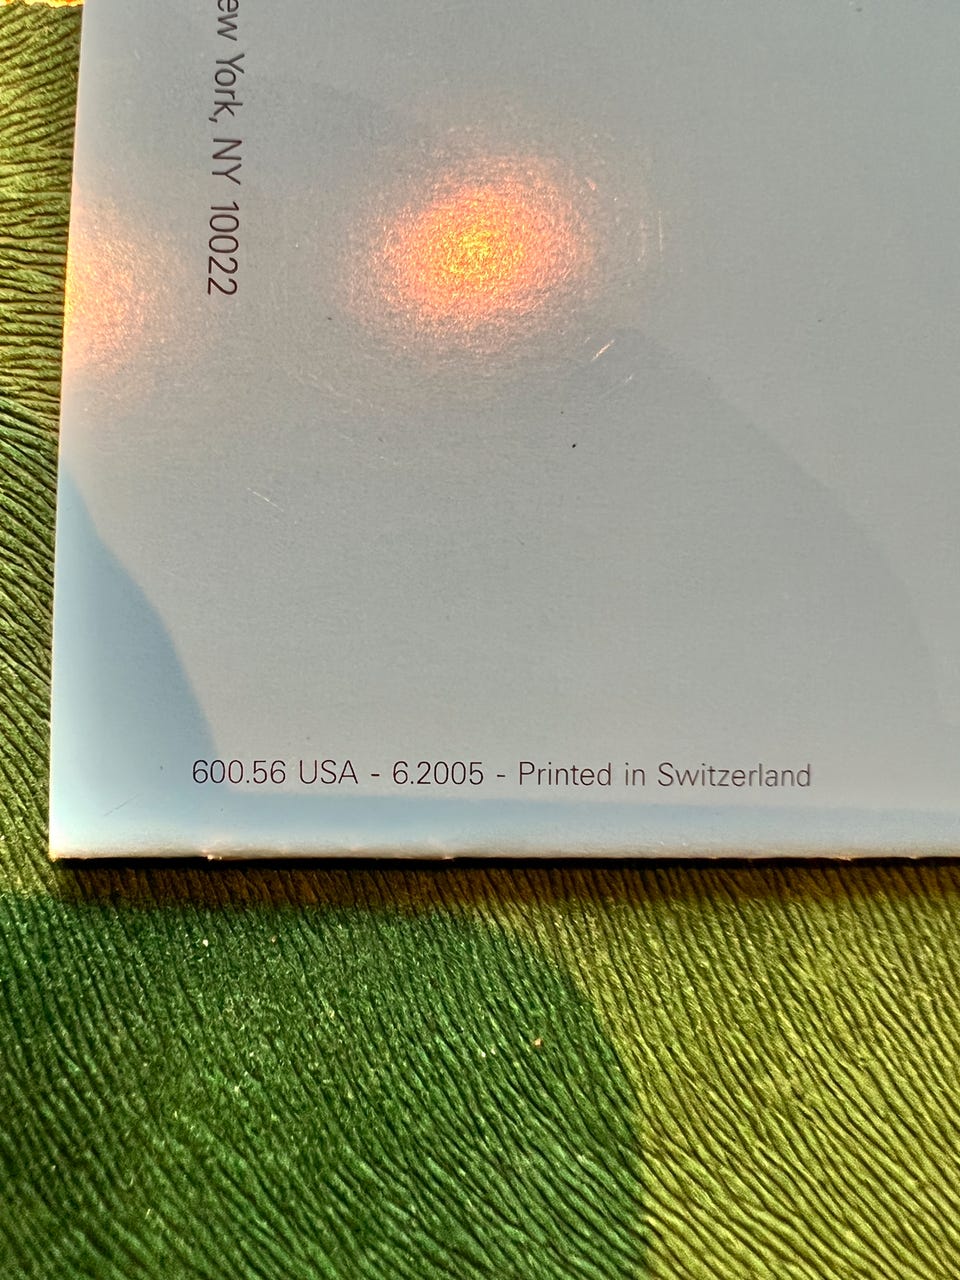 ew York, NY 10022
600.56 USA - 6.2005 - Printed in Switzerland